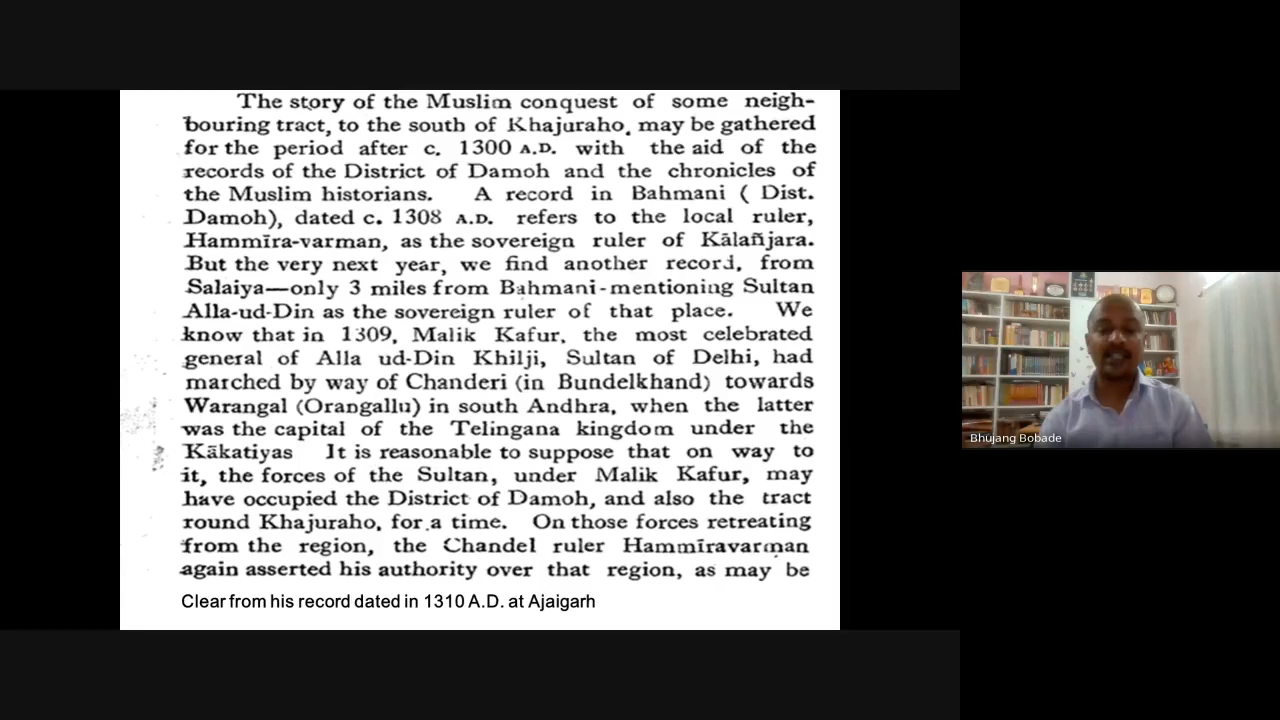 The story of the Muslim conquest of some neigh-
bouring tract, to the south of Khajuraho, may be gathered
for the period after c. 1300 A.D. with the aid of the
records of the District of Damoh and the chronicles of
the Muslim historians. A record in Bahmani ( Dist.
Damoh), dated c. 1308 A.D. refers to the local ruler,
Hammīra-varman, as the sovereign ruler of Kālañjara.
But the very next year, we find another record, from
Salaiya—only 3 miles from Bahmani-mentioning Sultan
Alla-ud-Din as the sovereign ruler of that place. We
know that in 1309, Malik Kafur, the most celebrated
general of Alla ud-Din Khilji, Sultan of Delhi, had
marched by way of Chanderi (in Bundelkhand) towards
Warangal (Orangallu) in south Andhra, when the latter
was the capital of the Telingana kingdom under the
Kākatiyas It is reasonable to suppose that on way to
it, the forces of the Sultan, under Malik Kafur, may
have occupied the District of Damoh, and also the tract
round Khajuraho, for a time. On those forces retreating
from the region, the Chandel ruler Hammīravarman
again asserted his authority over that region, as may be
Clear from his record dated in 1310 A.D. at Ajaigarh
Bhujang Bobade